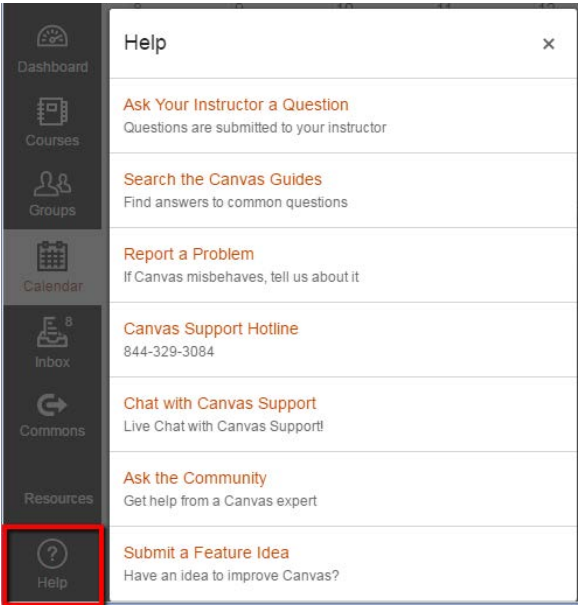 Dashboard
Courses
Groups
Calendar
8
Inbox
Commons
Resources
Help
Help
×
Ask Your Instructor a Question
Questions are submitted to your instructor
Search the Canvas Guides
Find answers to common questions
Report a Problem
If Canvas misbehaves, tell us about it
Canvas Support Hotline
844-329-3084
Chat with Canvas Support
Live Chat with Canvas Support!
Ask the Community
Get help from a Canvas expert
Submit a Feature Idea
Have an idea to improve Canvas?